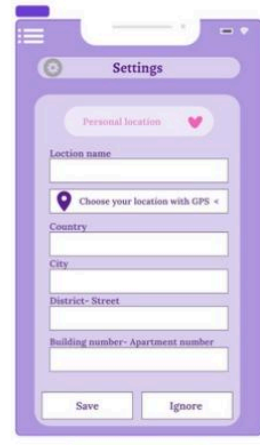 Settings
Personal location
Loction name
Choose your location with GPS <
Country
City
District- Street
Building number- Apartment number
Save
Ignore